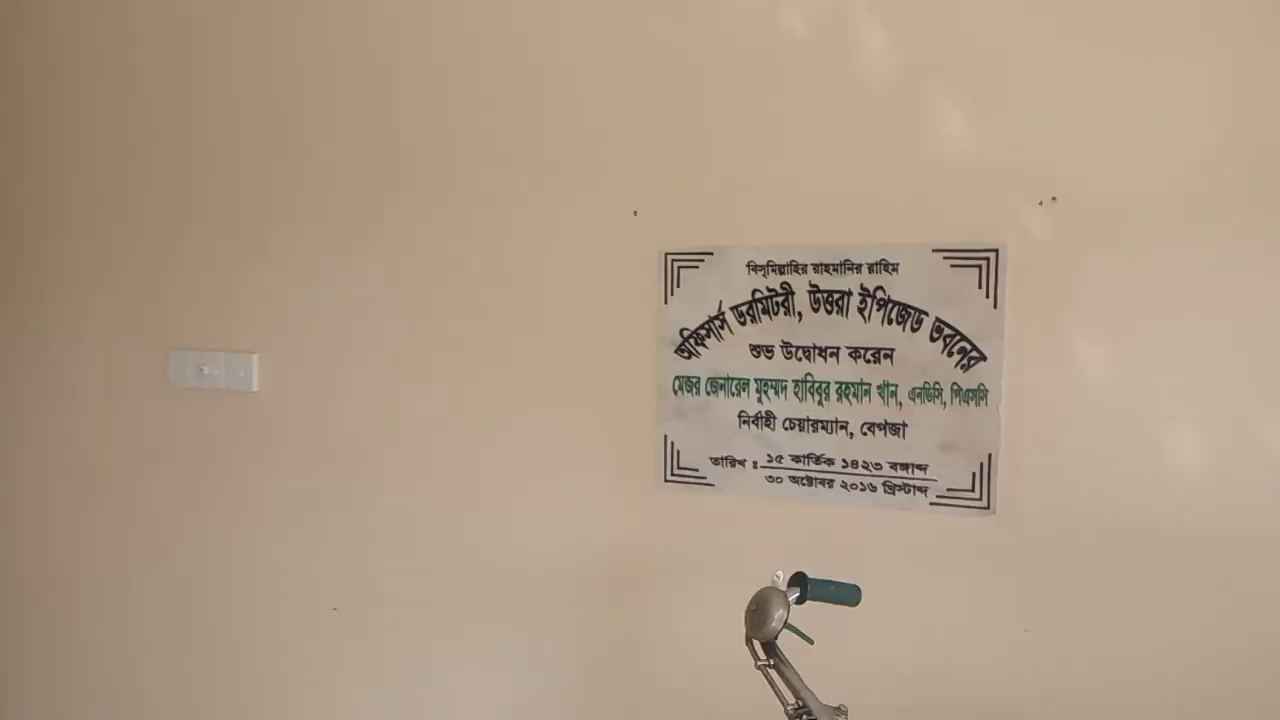 বিস্‌মিল্লাহির রাহমানির রাহিম
অফিসার্স ডরমিটরী, উত্তরা ইপিজেড ভবনের
শুভ উদ্বোধন করেন
মেজর জেনারেল মুহম্মদ হাবিবুর রহমান খান, এনডিসি, পিএসসি
নির্বাহী চেয়ারম্যান, বেপজা
তারিখ : ১৫ কার্তিক ১৪২৩ বঙ্গাব্দ
৩০ অক্টোবর ২০১৬ খ্রিস্টাব্দ